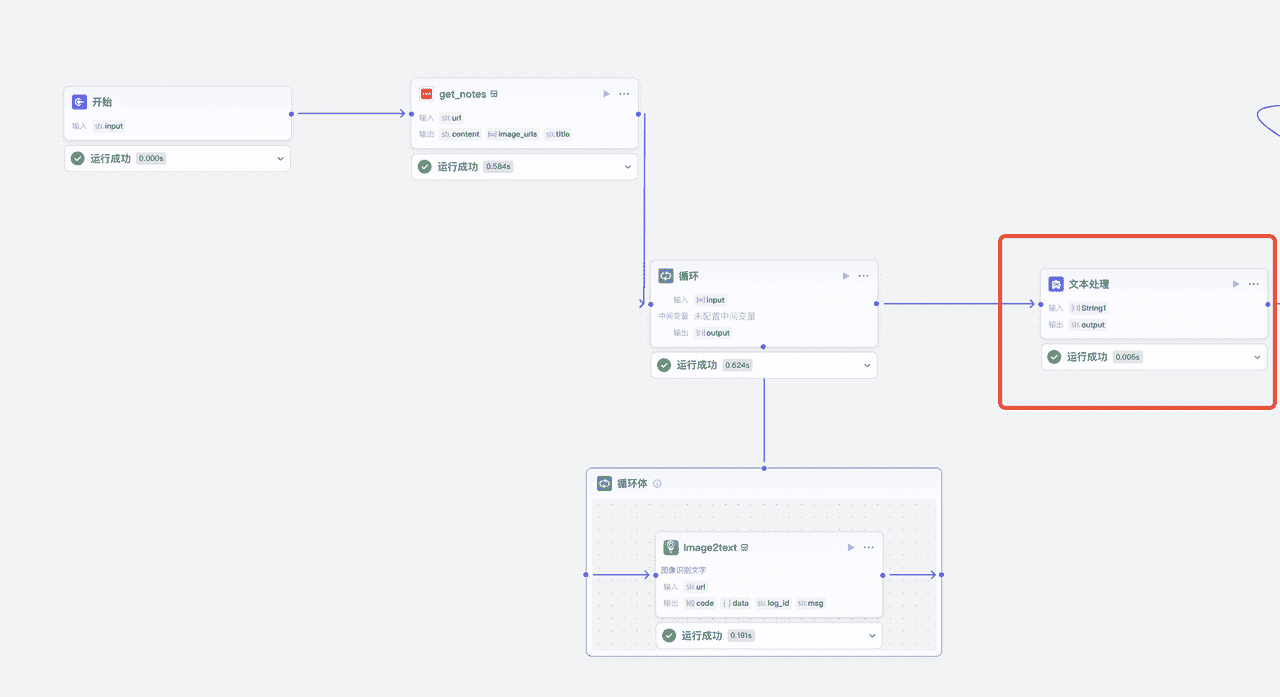 开始
输入 str. input
运行成功 0.000s
get_notes
输入 str. url
输出 str. content image_urls str. title
运行成功 0.584s
循环
输入 input
中间变量 未配置中间变量
输出 output
运行成功 0.624s
文本处理
输入 String1
输出 str. output
运行成功 0.005s
循环体
image2text
图像识别文字
输入 str. url
输出 code { } data str. log_id str. msg
运行成功 0.191s